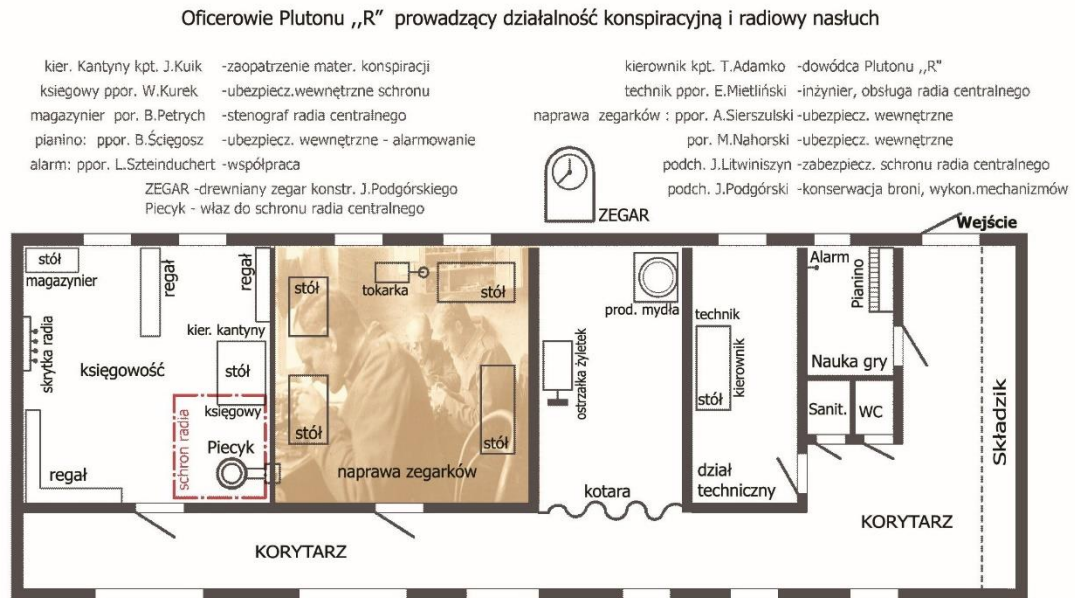 Oficerowie Plutonu ,,R” prowadzący działalność konspiracyjną i radiowy nasłuch
kier. Kantyny kpt. J.Kuik -zaopatrzenie mater. konspiracji
ksiegowy ppor. W.Kurek -ubezpiecz.wewnętrzne schronu
magazynier por. B.Petrych -stenograf radia centralnego
pianino: ppor. B.Ścięgosz -ubezpiecz. wewnętrzne - alarmowanie
alarm: ppor. L.Szteinduchert -współpraca
ZEGAR -drewniany zegar konstr. J.Podgórskiego
Piecyk - właz do schronu radia centralnego
kierownik kpt. T.Adamko -dowódca Plutonu ,,R”
technik ppor. E.Mietliński -inżynier, obsługa radia centralnego
naprawa zegarków : ppor. A.Sierszulski -ubezpiecz. wewnętrzne
por. M.Nahorski -ubezpiecz. wewnętrzne
podch. J.Litwiniszyn -zabezpiecz. schronu radia centralnego
podch. J.Podgórski -konserwacja broni, wykon.mechanizmów
ZEGAR
Wejście
stół
magazynier
regał
regał
skrytka radia
kier. kantyny
stół
księgowość
księgowy
schron radia
Piecyk
regał
stół
tokarka
stół
stół
stół
naprawa zegarków
prod. mydła
ostrzałka żyletek
kotara
technik
stół
kierownik
dział
techniczny
Alarm
Pianino
Nauka gry
Sanit.
WC
Składzik
KORYTARZ
KORYTARZ